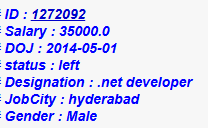 ID : 1272092
Salary : 35000.0
DOJ : 2014-05-01
status : left
Designation : .net developer
JobCity : hyderabad
Gender : Male